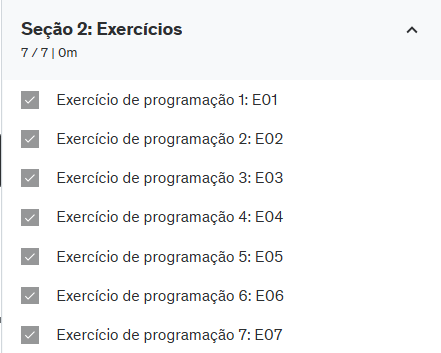 Seção 2: Exercícios
7 / 7 | 0m
Exercício de programação 1: E01
Exercício de programação 2: E02
Exercício de programação 3: E03
Exercício de programação 4: E04
Exercício de programação 5: E05
Exercício de programação 6: E06
Exercício de programação 7: E07